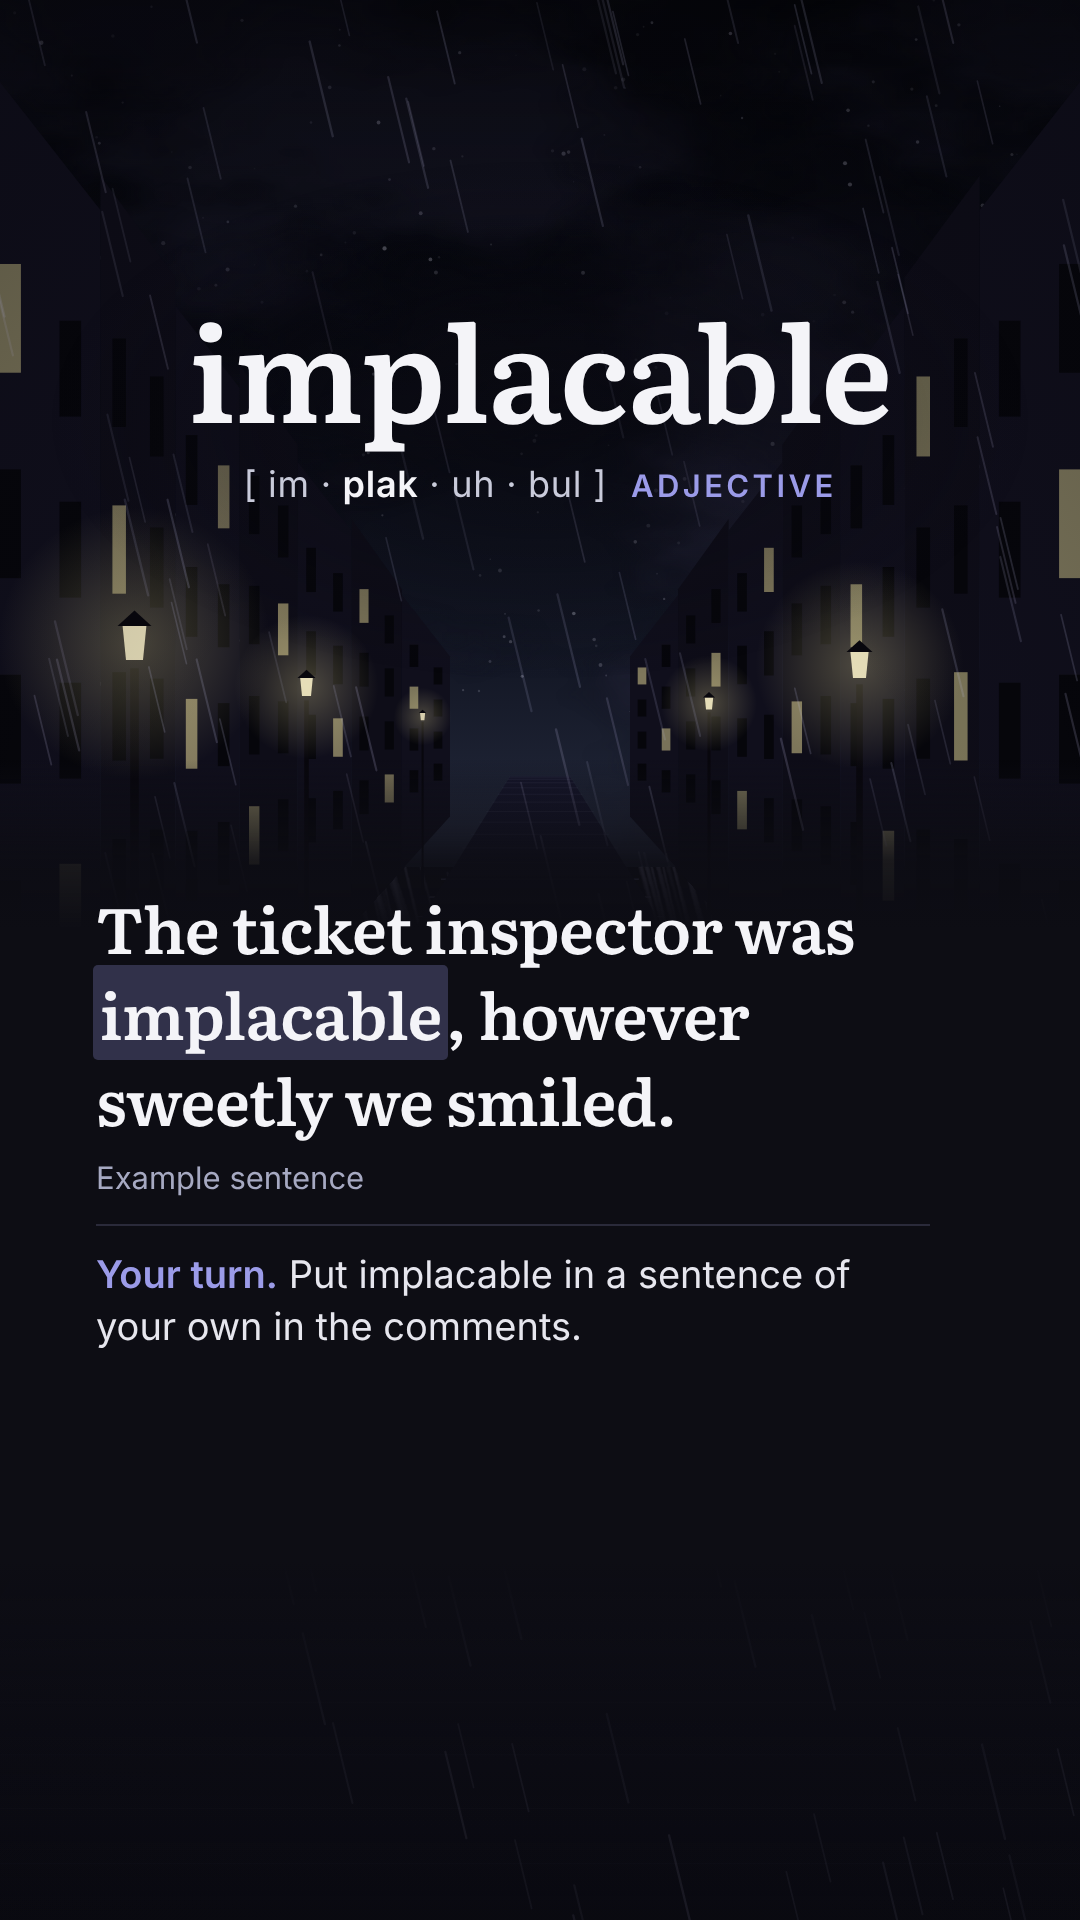 implacable
[ im · plak · uh · bul ] ADJECTIVE
The ticket inspector was
implacable, however
sweetly we smiled.
Example sentence
Your turn. Put implacable in a sentence of
your own in the comments.